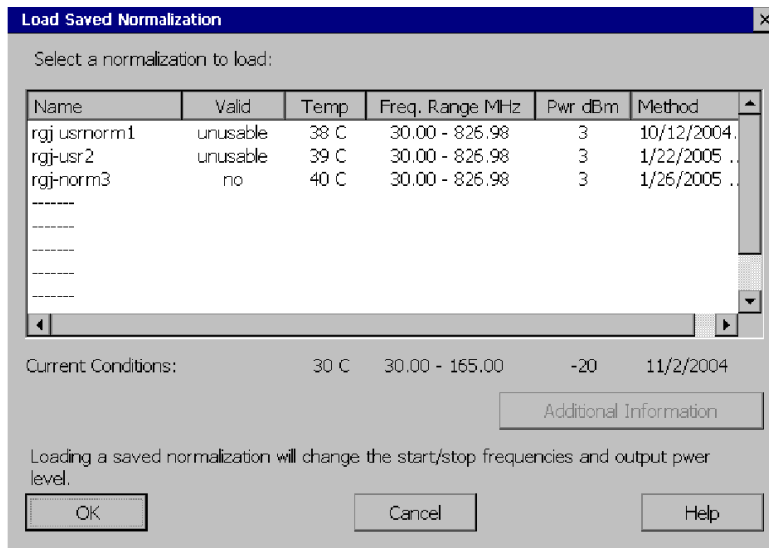 Load Saved Normalization
Select a normalization to load:
Name Valid Temp Freq. Range MHz Pwr dBm Method
rgj usrnorm1 unusable 38 C 30.00 - 826.98 3 10/12/2004.
rgj-usr2 unusable 39 C 30.00 - 826.98 3 1/22/2005 ..
rgj-norm3 no 40 C 30.00 - 826.98 3 1/26/2005 ..
-------
-------
-------
-------
-------
Current Conditions: 30 C 30.00 - 165.00 -20 11/2/2004
Additional Information
Loading a saved normalization will change the start/stop frequencies and output pwer
level.
OK Cancel Help